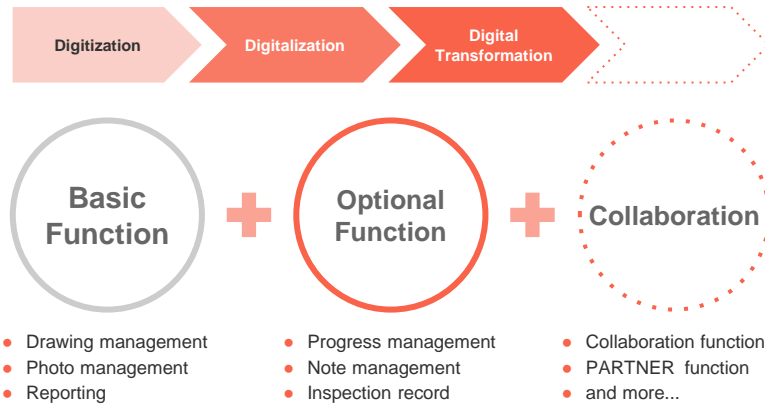 Digitization
Digitalization
Digital
Transformation
Basic
Function
Optional
Function
Collaboration
Drawing management
Photo management
Reporting
Progress management
Note management
Inspection record
Collaboration function
PARTNER function
and more...